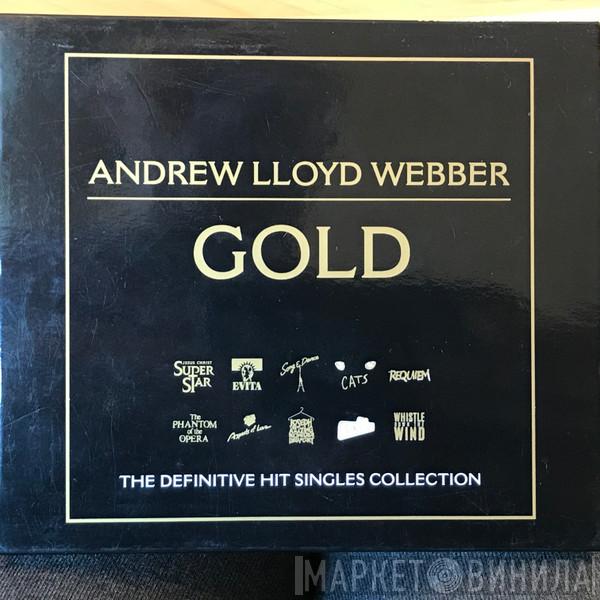 ANDREW LLOYD WEBBER
GOLD
JESUS CHRIST
SUPER
STAR
EVITA
Song & Dance
CATS
REQUIEM
The
PHANTOM
of the
OPERA
Aspects of Love
WHISTLE
DOWN THE
WIND
THE DEFINITIVE HIT SINGLES COLLECTION
МАРКЕТ ВИНИЛА